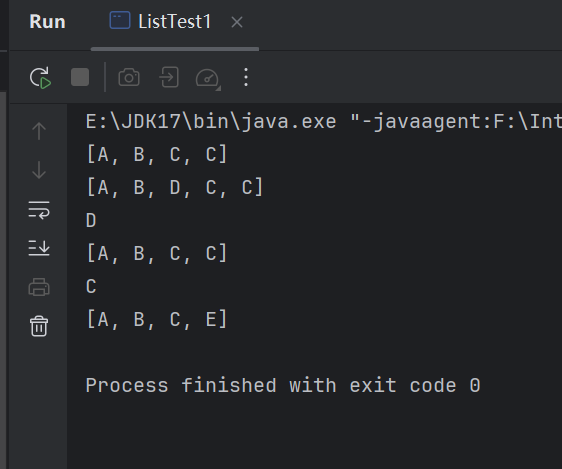 Run ListTest1
E:\JDK17\bin\java.exe "-javaagent:F:\Int
[A, B, C, C]
[A, B, D, C, C]
D
[A, B, C, C]
C
[A, B, C, E]
Process finished with exit code 0